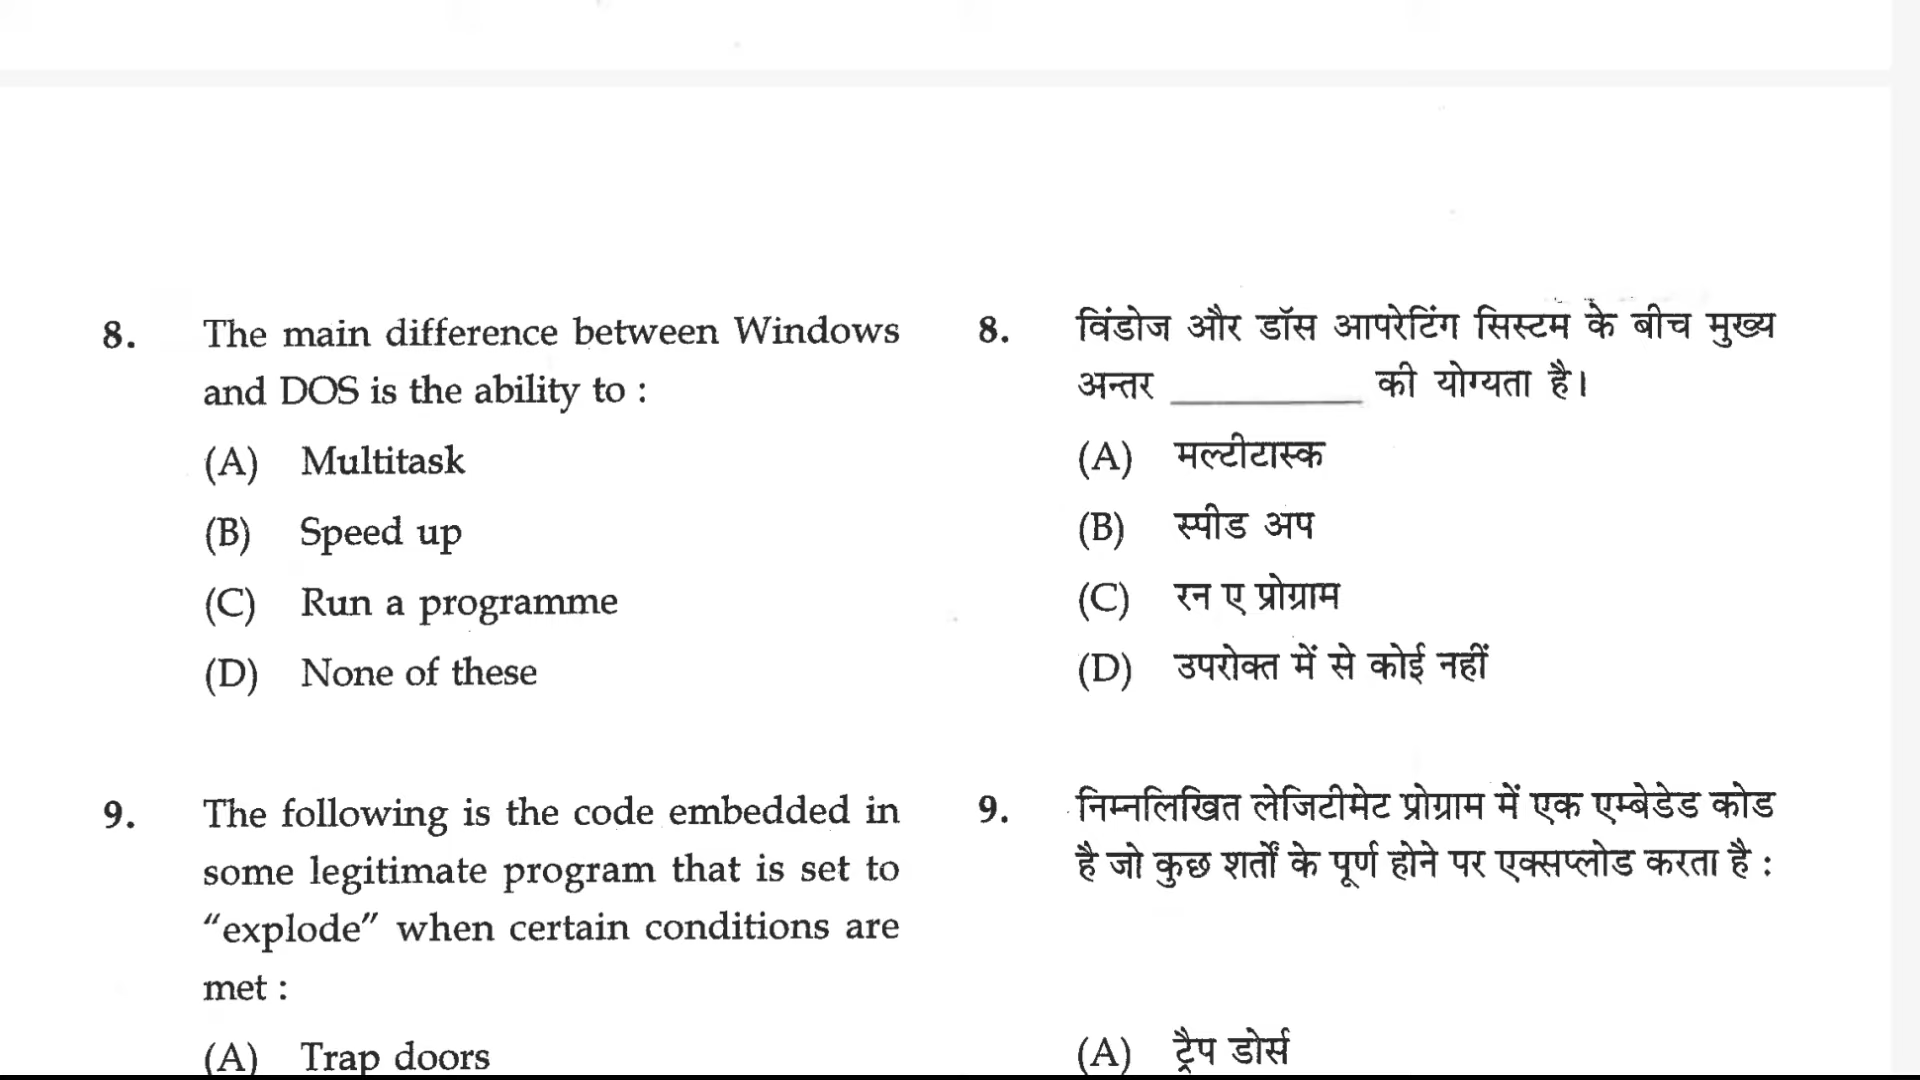 8. The main difference between Windows
and DOS is the ability to :
(A) Multitask
(B) Speed up
(C) Run a programme
(D) None of these
9. The following is the code embedded in
some legitimate program that is set to
“explode” when certain conditions are
met :
(A) Trap doors
8. विंडोज और डॉस आपरेटिंग सिस्टम के बीच मुख्य
अन्तर __________ की योग्यता है।
(A) मल्टीटास्क
(B) स्पीड अप
(C) रन ए प्रोग्राम
(D) उपरोक्त में से कोई नहीं
9. निम्नलिखित लेजिटीमेट प्रोग्राम में एक एम्बेडेड कोड
है जो कुछ शर्तों के पूर्ण होने पर एक्सप्लोड करता है :
(A) ट्रैप डोर्स